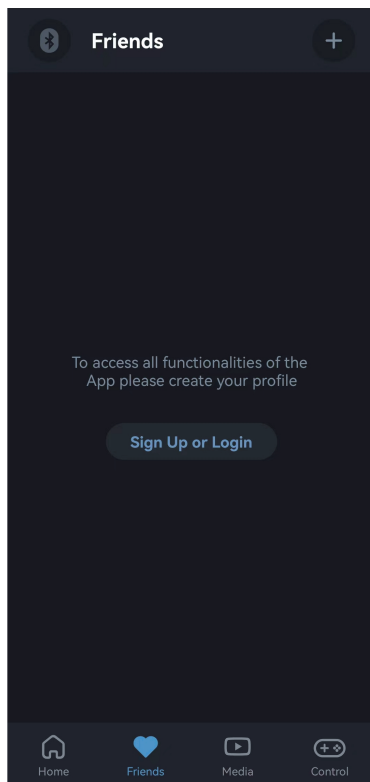 Friends
To access all functionalities of the
App please create your profile
Sign Up or Login
Home
Friends
Media
Control